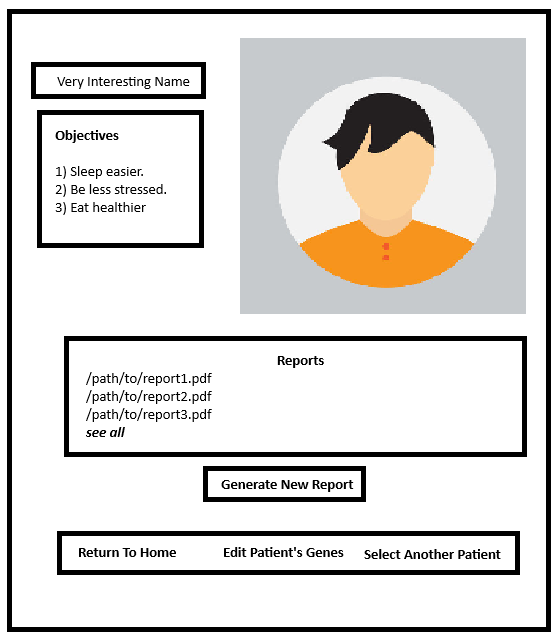 Very Interesting Name
Objectives
1) Sleep easier.
2) Be less stressed.
3) Eat healthier
Reports
/path/to/report1.pdf
/path/to/report2.pdf
/path/to/report3.pdf
see all
Generate New Report
Return To Home
Edit Patient's Genes
Select Another Patient